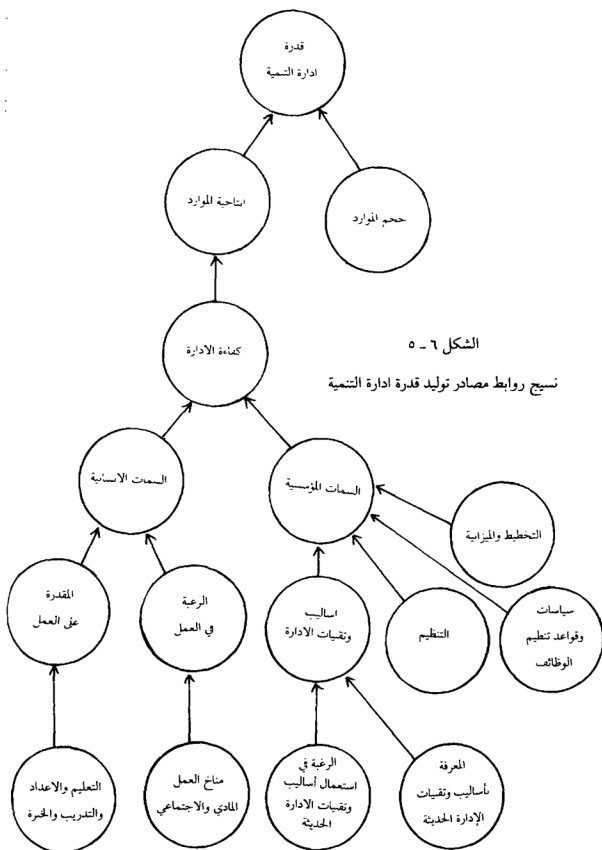 قدرة
ادارة التنمية
انتاجية الموارد
حجم الموارد
كفاءة الادارة
الشكل ٦ - ٥
نسيج روابط مصادر توليد قدرة ادارة التنمية
السمات الانسانية
السمات المؤسسية
التخطيط والميزانية
المقدرة
على العمل
الرغبة
في العمل
اساليب
وتقنيات الادارة
التنظيم
سياسات
وقواعد تنظيم
الوظائف
التعليم والاعداد
والتدريب والخبرة
مناخ العمل
المادي والاجتماعي
الرغبة في
استعمال أساليب
وتقنيات الادارة
الحديثة
المعرفة
بأساليب وتقنيات
الإدارة الحديثة